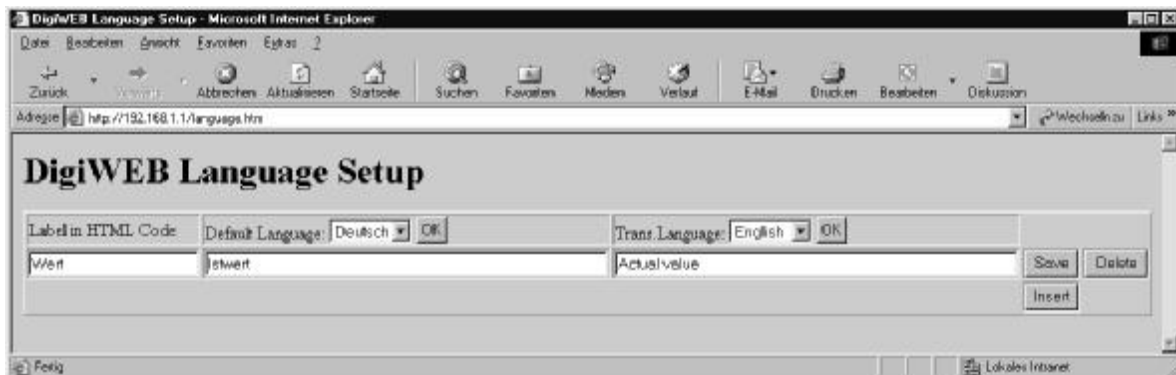 DigiWEB Language Setup - Microsoft Internet Explorer
Datei Bearbeiten Ansicht Favoriten Extras ?
Zurück Vorwärts Abbrechen Aktualisieren Startseite Suchen Favoriten Medien Verlauf E-Mail Drucken Bearbeiten Diskussion
Adresse http://192.168.1.1/language.htm Wechseln zu Links »
DigiWEB Language Setup
Label in HTML Code Default Language: Deutsch OK Trans.Language: English OK
Wert Istwert Actual value Save Delete
Insert
Fertig Lokales Intranet